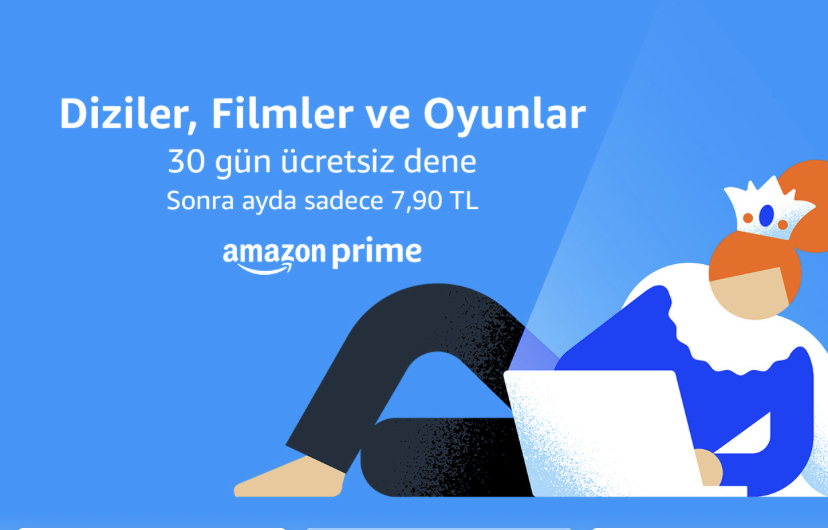 Diziler, Filmler ve Oyunlar
30 gün ücretsiz dene
Sonra ayda sadece 7,90 TL
amazon prime